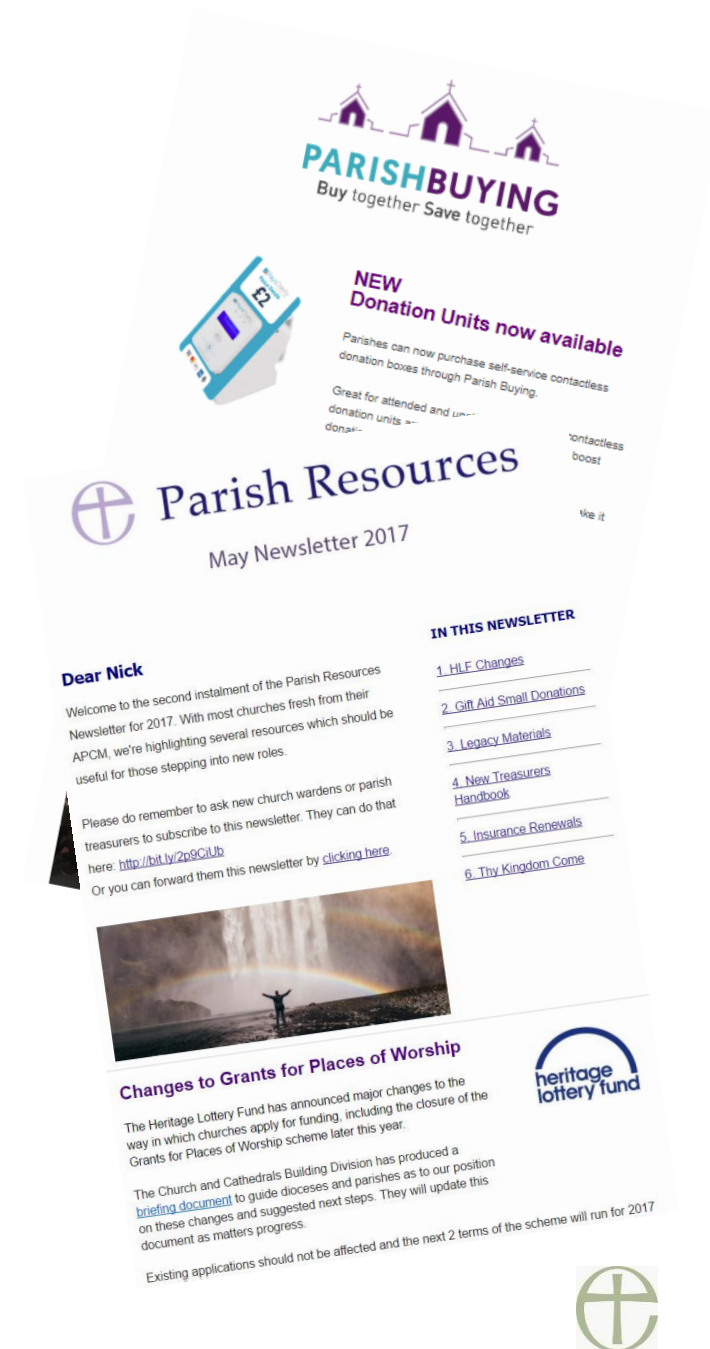 PARISHBUYING
Buy together Save together
£2
NEW
Donation Units now available
Parishes can now purchase self-service contactless
donation boxes through Parish Buying.
Great for attended and
contactless
donation units
boost
it
Parish Resources
May Newsletter 2017
Dear Nick
Welcome to the second instalment of the Parish Resources
Newsletter for 2017. With most churches fresh from their
APCM, we're highlighting several resources which should be
useful for those stepping into new roles.
Please do remember to ask new church wardens or parish
treasurers to subscribe to this newsletter. They can do that
here: http://bit.ly/2p9CiUb
Or you can forward them this newsletter by clicking here.
IN THIS NEWSLETTER
1. HLF Changes
2. Gift Aid Small Donations
3. Legacy Materials
4. New Treasurers
Handbook
5. Insurance Renewals
6. Thy Kingdom Come
Changes to Grants for Places of Worship
The Heritage Lottery Fund has announced major changes to the
way in which churches apply for funding, including the closure of the
Grants for Places of Worship scheme later this year.
The Church and Cathedrals Building Division has produced a
briefing document to guide dioceses and parishes as to our position
on these changes and suggested next steps. They will update this
document as matters progress.
Existing applications should not be affected and the next 2 terms of the scheme will run for 2017
heritage
lottery fund